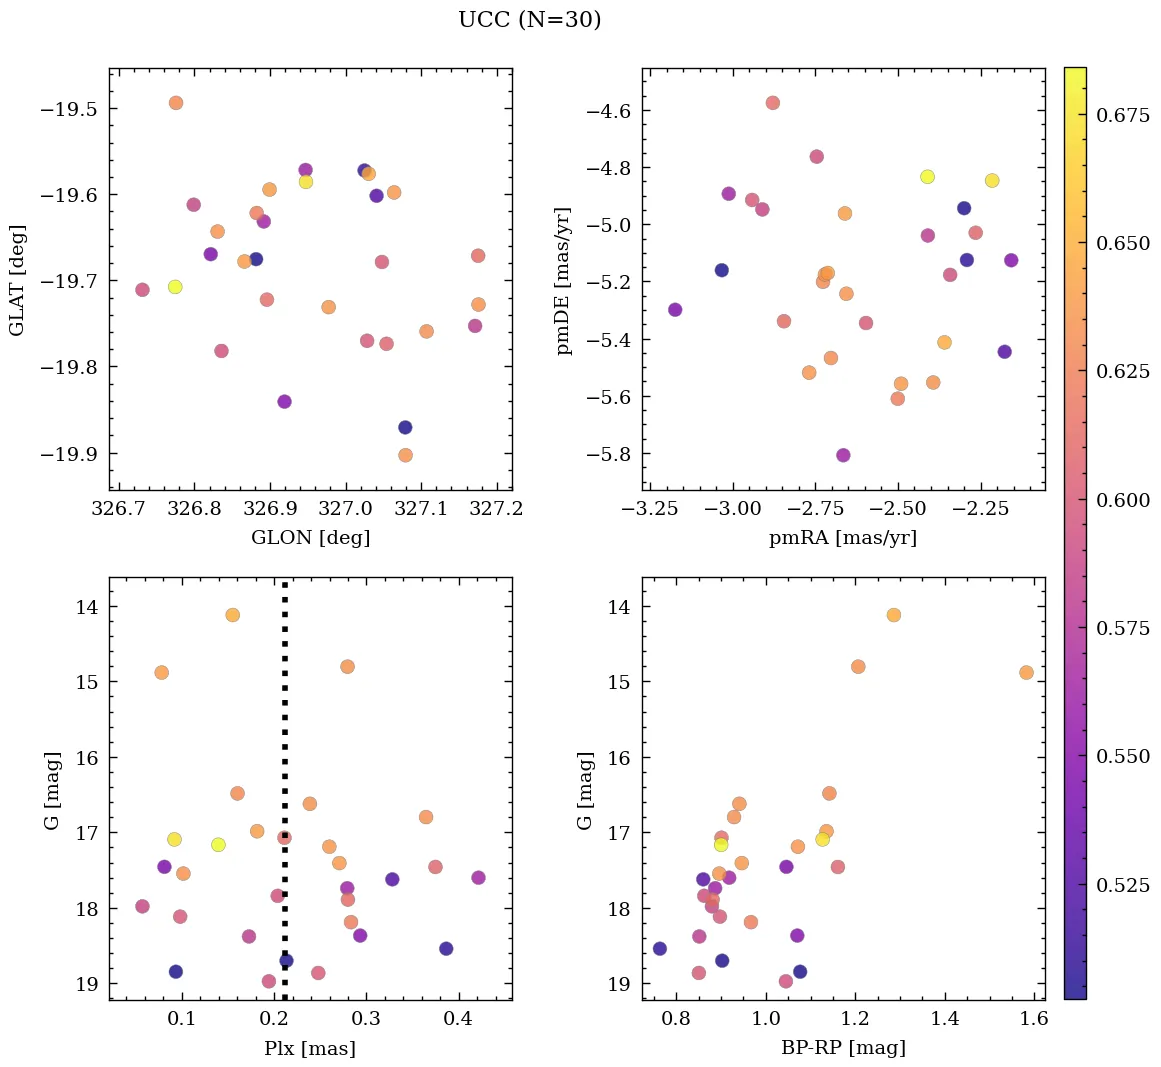 UCC (N=30)
−19.5
−19.6
−19.7
−19.8
−19.9
GLAT [deg]
326.7 326.8 326.9 327.0 327.1 327.2
GLON [deg]
−4.6
−4.8
−5.0
−5.2
−5.4
−5.6
−5.8
pmDE [mas/yr]
−3.25 −3.00 −2.75 −2.50 −2.25
pmRA [mas/yr]
14
15
16
17
18
19
G [mag]
0.1 0.2 0.3 0.4
Plx [mas]
14
15
16
17
18
19
G [mag]
0.8 1.0 1.2 1.4 1.6
BP-RP [mag]
0.675
0.650
0.625
0.600
0.575
0.550
0.525